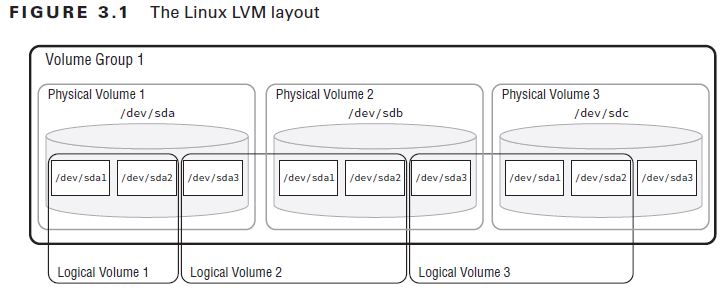 FIGURE 3.1 The Linux LVM layout
Volume Group 1
Physical Volume 1 Physical Volume 2 Physical Volume 3
/dev/sda /dev/sdb /dev/sdc
/dev/sda1 /dev/sda2 /dev/sda3 /dev/sda1 /dev/sda2 /dev/sda3 /dev/sda1 /dev/sda2 /dev/sda3
Logical Volume 1 Logical Volume 2 Logical Volume 3